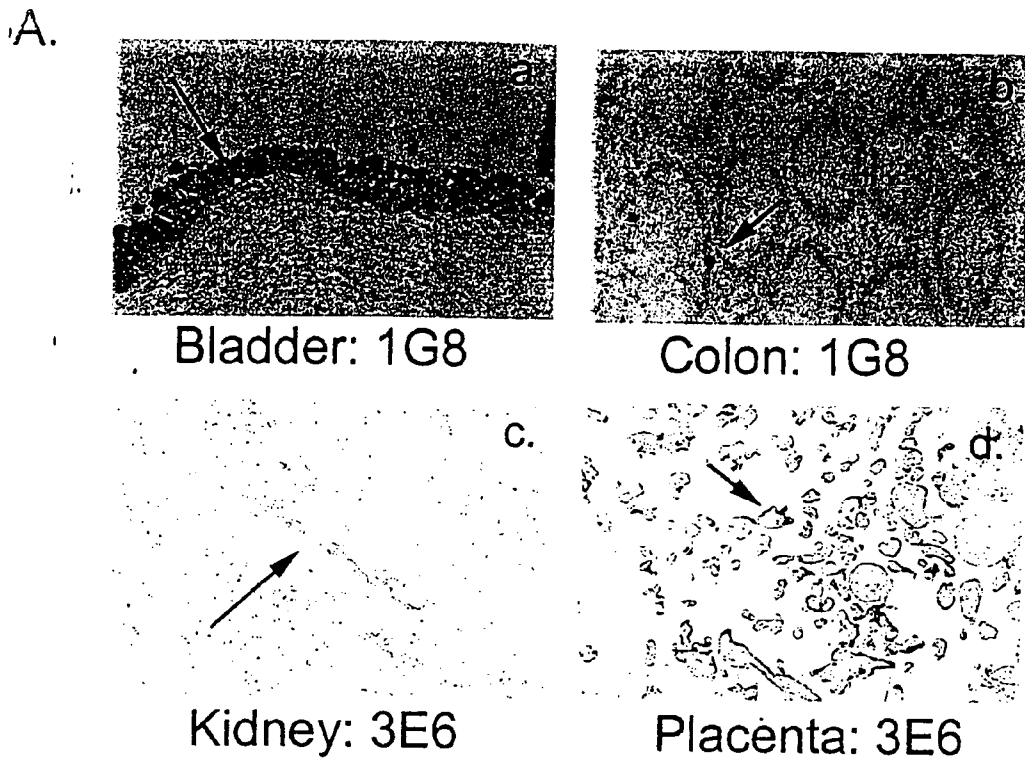 A.
a
b
Bladder: 1G8
Colon: 1G8
c.
d.
Kidney: 3E6
Placenta: 3E6